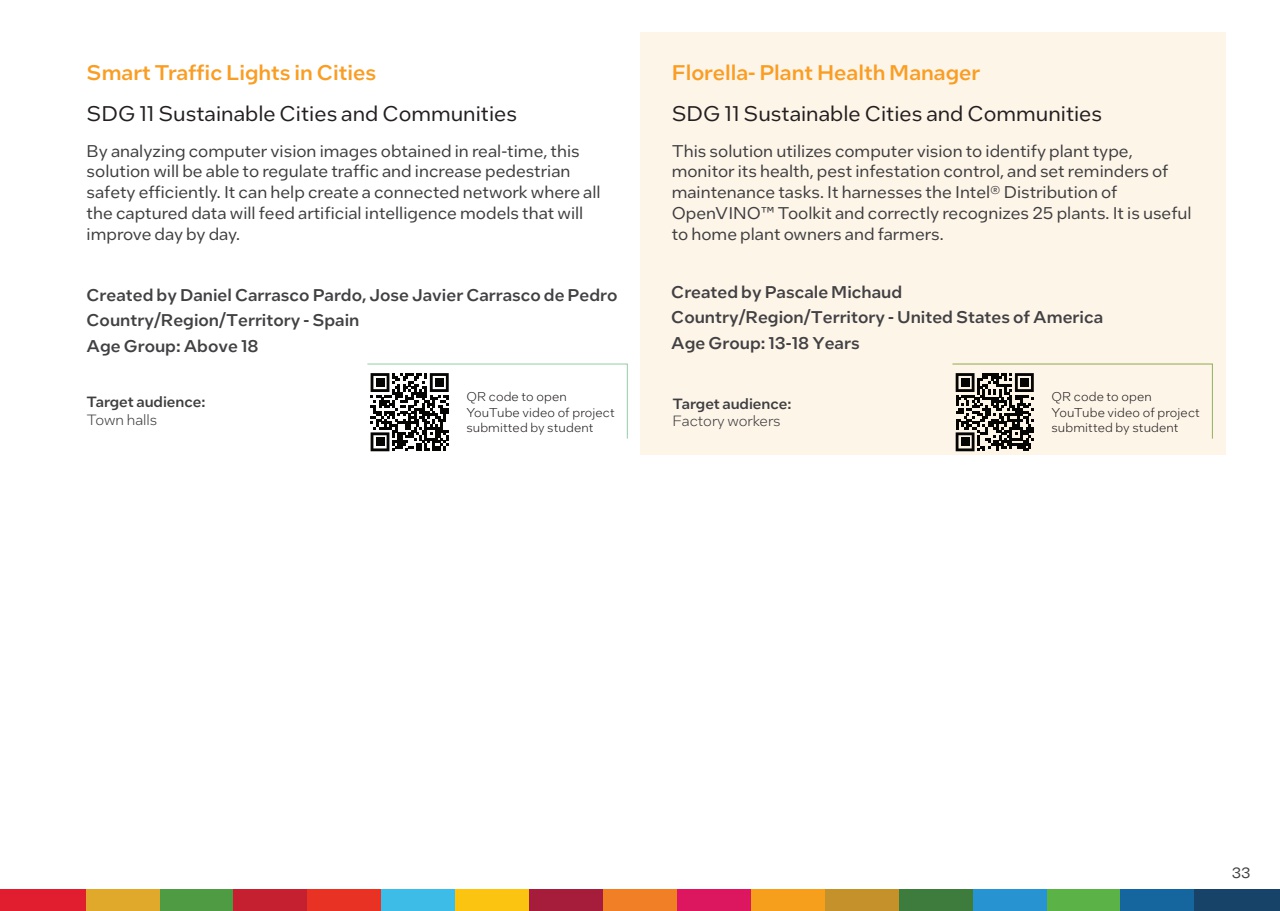 Smart Traffic Lights in Cities
SDG 11 Sustainable Cities and Communities
By analyzing computer vision images obtained in real-time, this
solution will be able to regulate traffic and increase pedestrian
safety efficiently. It can help create a connected network where all
the captured data will feed artificial intelligence models that will
improve day by day.
Created by Daniel Carrasco Pardo, Jose Javier Carrasco de Pedro
Country/Region/Territory - Spain
Age Group: Above 18
Target audience:
Town halls
QR code to open
YouTube video of project
submitted by student
Florella- Plant Health Manager
SDG 11 Sustainable Cities and Communities
This solution utilizes computer vision to identify plant type,
monitor its health, pest infestation control, and set reminders of
maintenance tasks. It harnesses the Intel® Distribution of
OpenVINO™ Toolkit and correctly recognizes 25 plants. It is useful
to home plant owners and farmers.
Created by Pascale Michaud
Country/Region/Territory - United States of America
Age Group: 13-18 Years
Target audience:
Factory workers
QR code to open
YouTube video of project
submitted by student
33